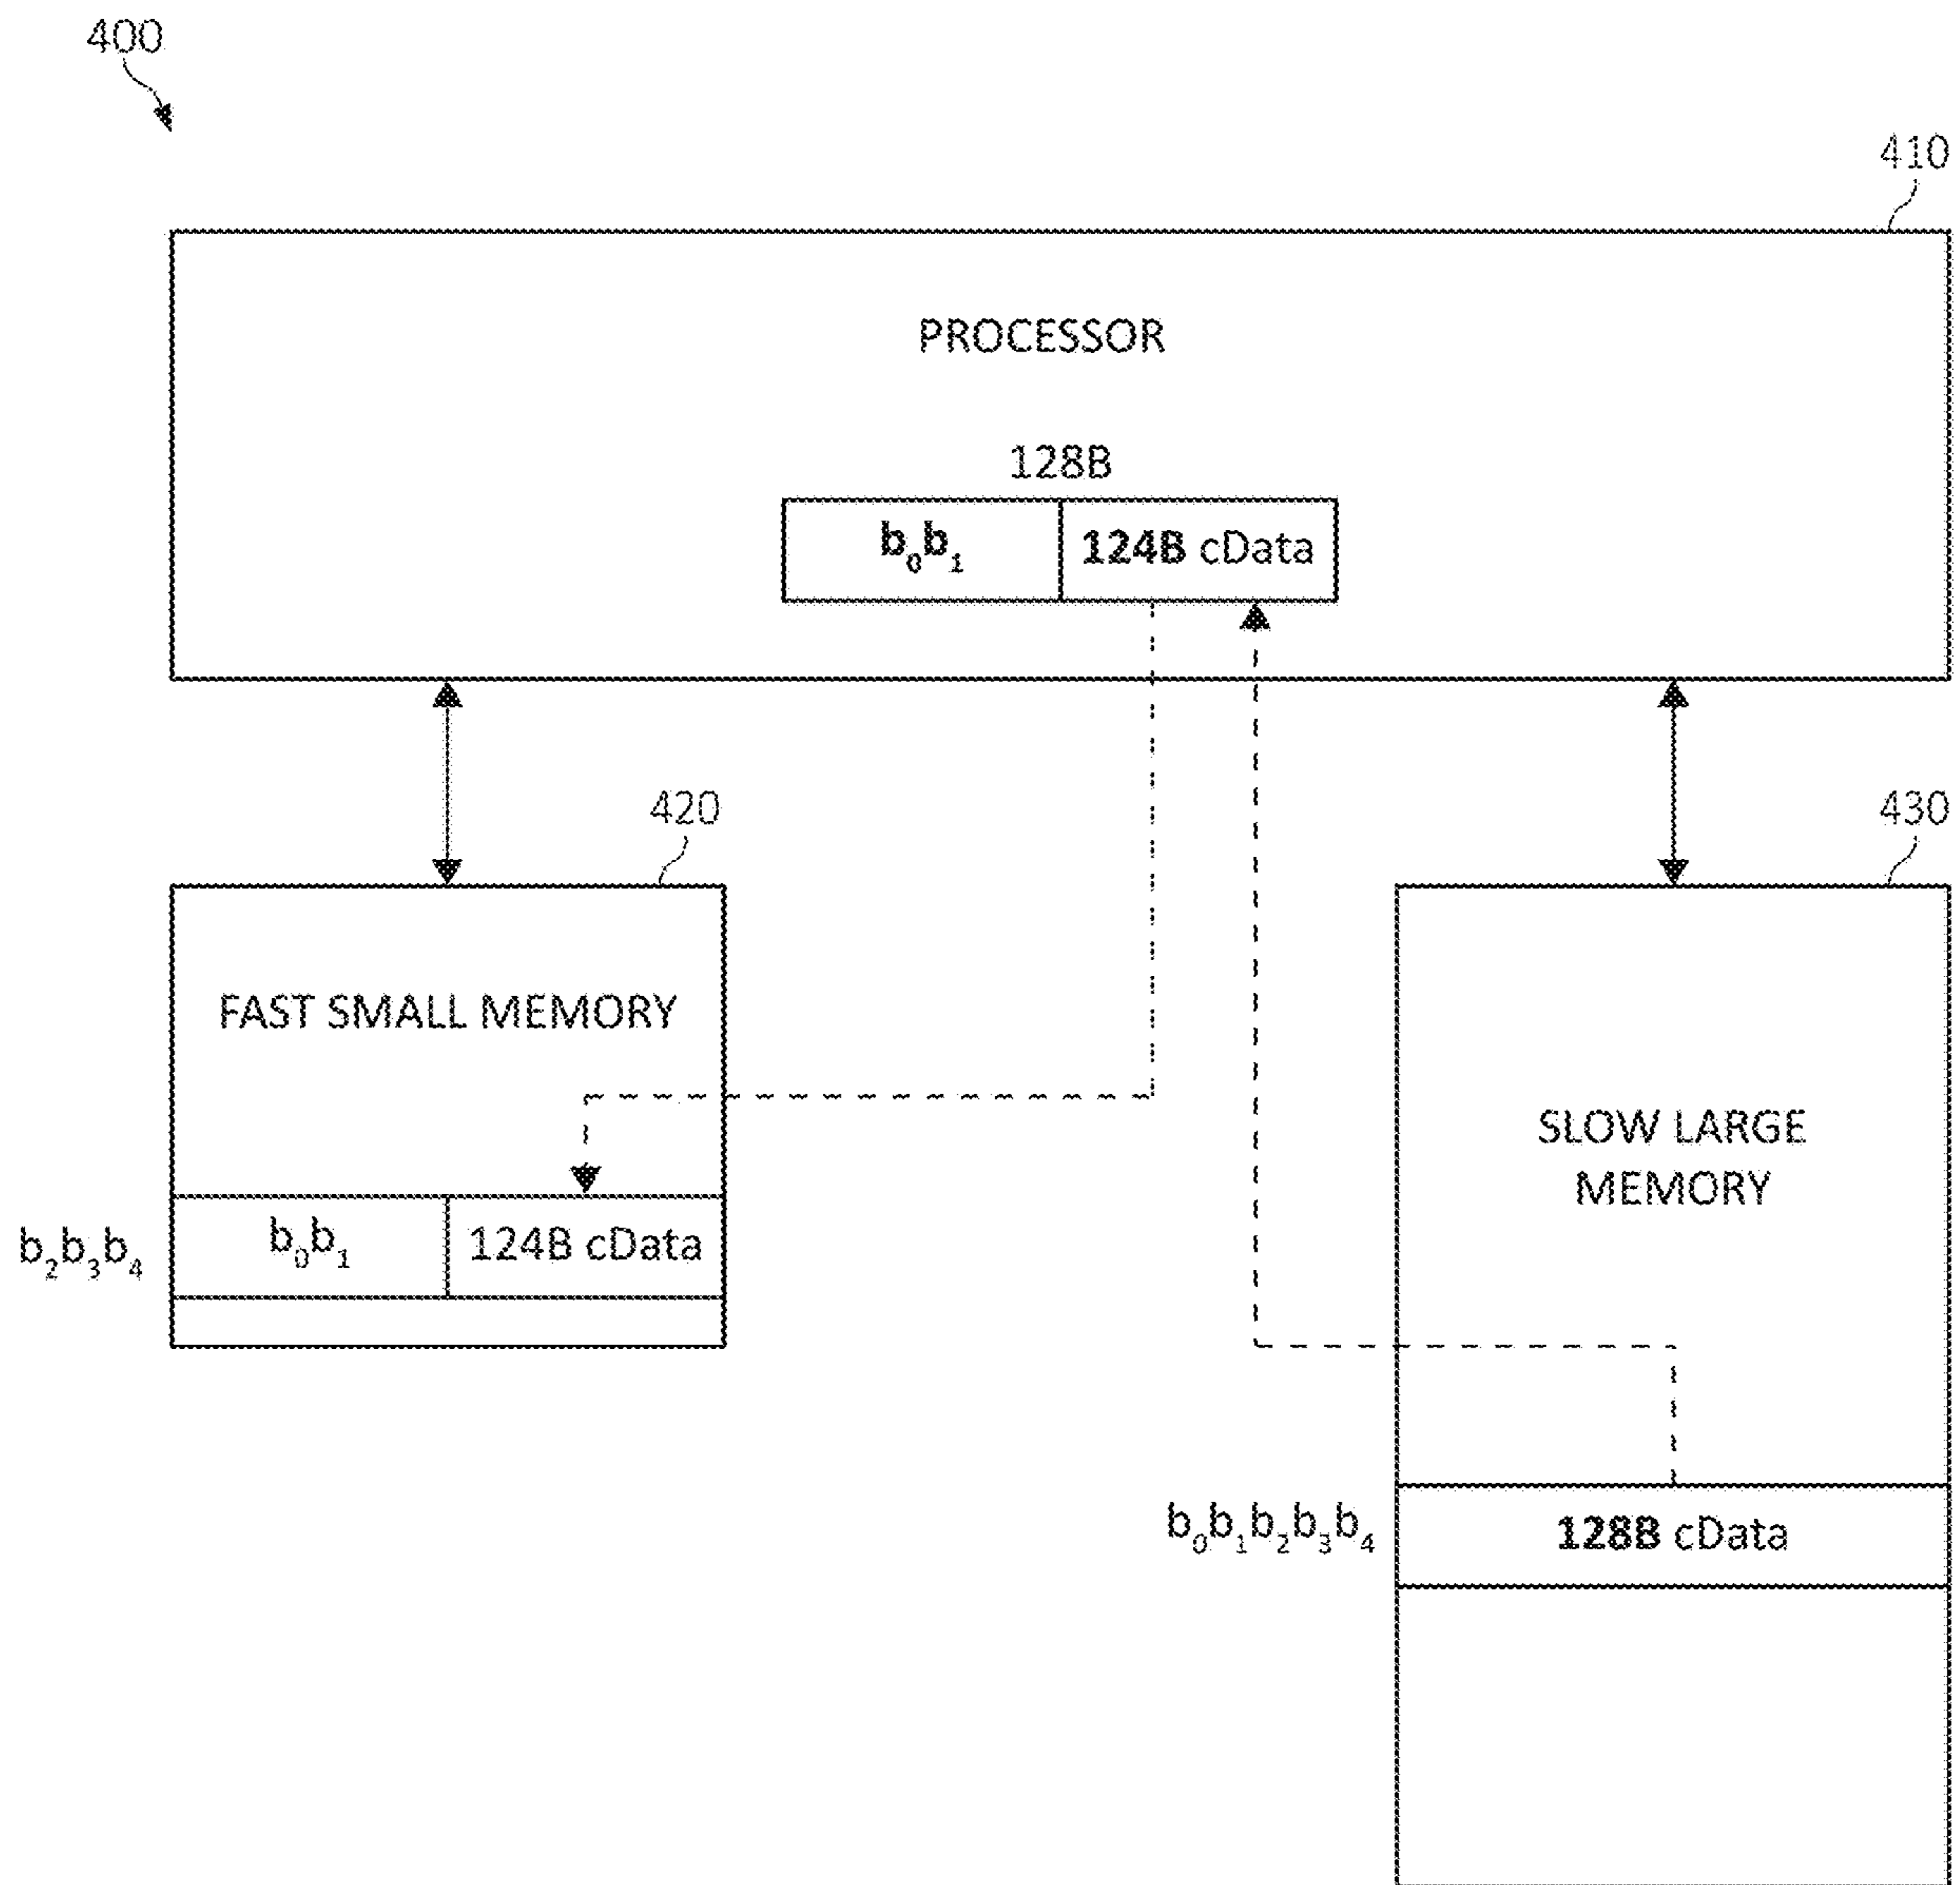 400
410
PROCESSOR
128B
b₀b₁ 124B cData
420
430
FAST SMALL MEMORY
SLOW LARGE
MEMORY
b₂b₃b₄ b₀b₁ 124B cData
b₀b₁b₂b₃b₄ 128B cData